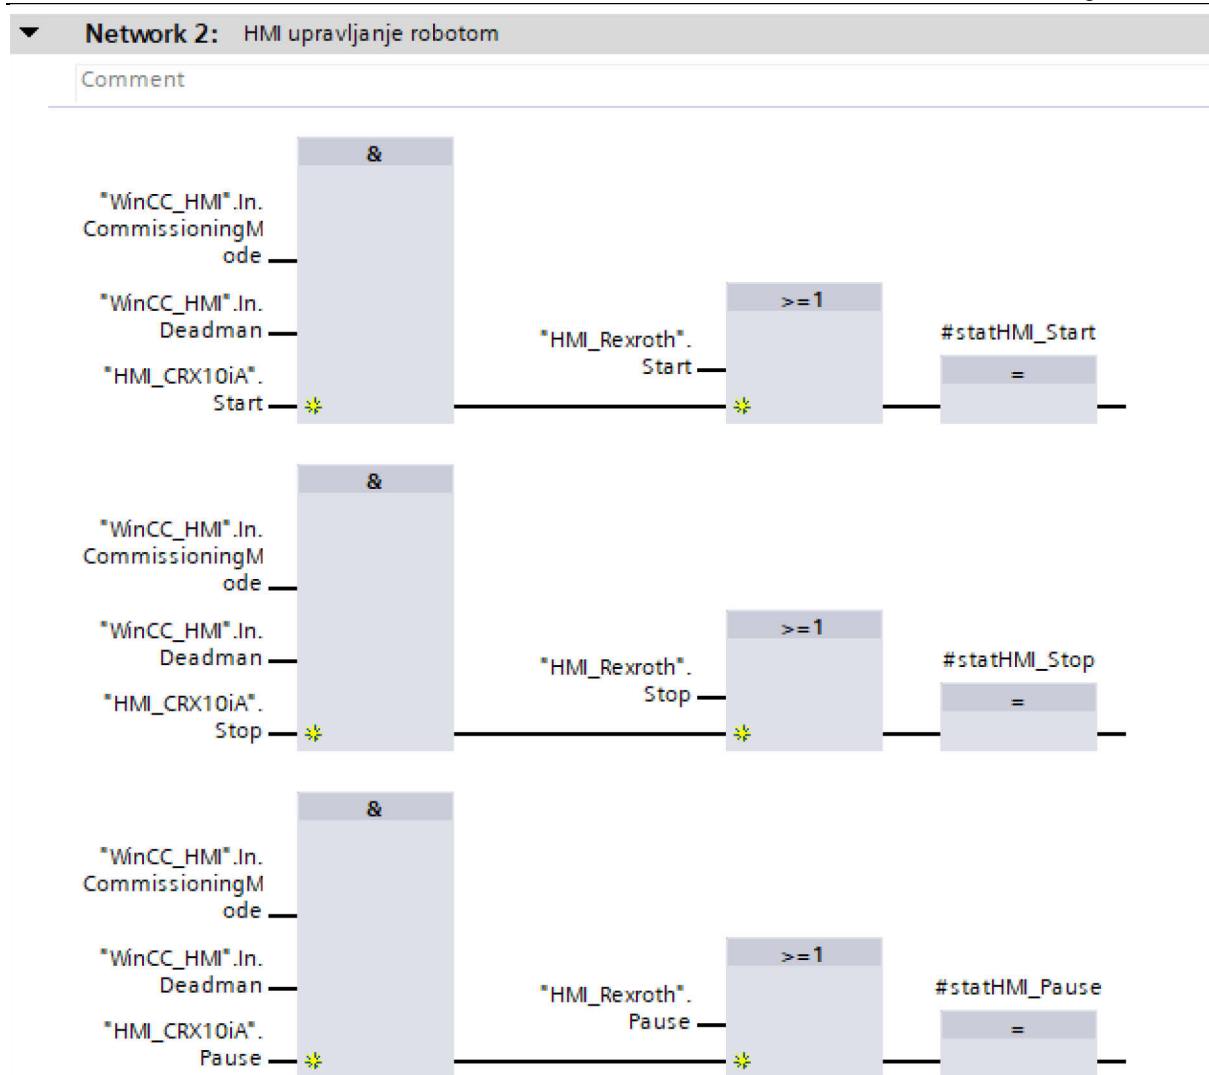 Network 2: HMI upravljanje robotom
Comment
&
"WinCC_HMI".In.
CommissioningM
ode
"WinCC_HMI".In.
Deadman
"HMI_CRX10iA".
Start
>=1
"HMI_Rexroth".
Start
#statHMI_Start
=
&
"WinCC_HMI".In.
CommissioningM
ode
"WinCC_HMI".In.
Deadman
"HMI_CRX10iA".
Stop
>=1
"HMI_Rexroth".
Stop
#statHMI_Stop
=
&
"WinCC_HMI".In.
CommissioningM
ode
"WinCC_HMI".In.
Deadman
"HMI_CRX10iA".
Pause
>=1
"HMI_Rexroth".
Pause
#statHMI_Pause
=